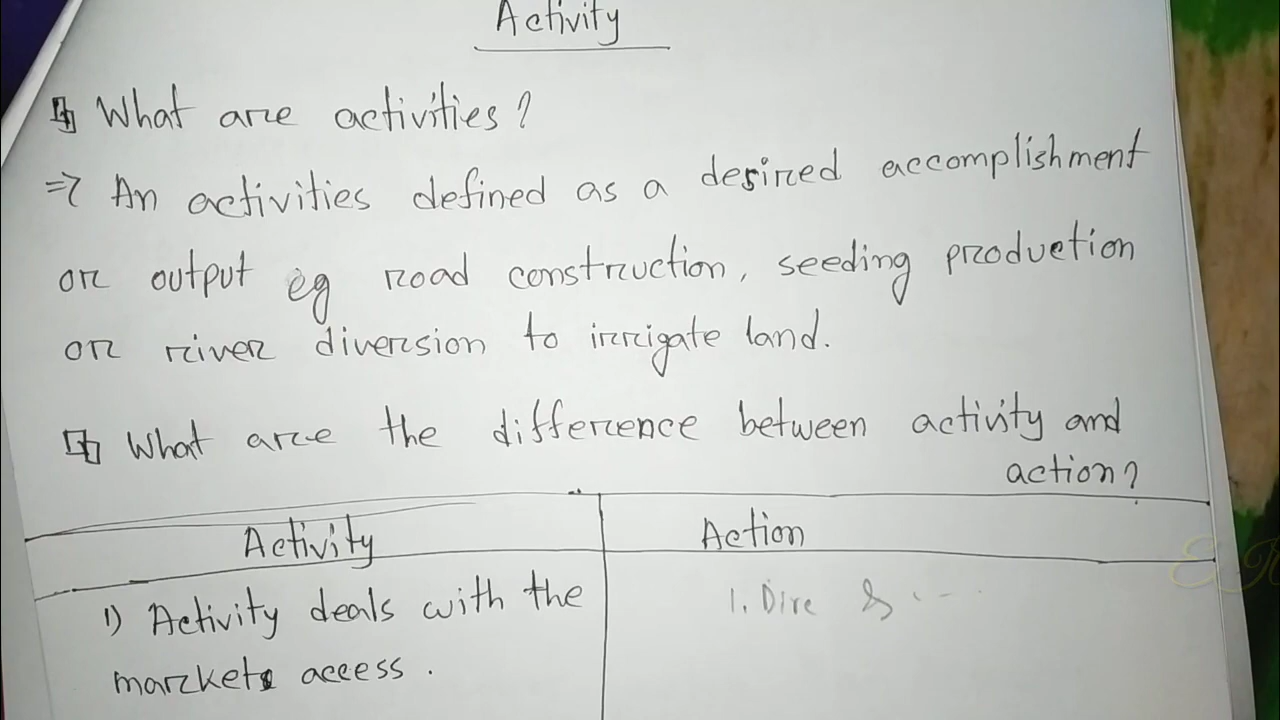 Activity
What are activities?
=> An activities defined as a desired accomplishment
or output eg road construction, seeding production
or river diversion to irrigate land.
What are the difference between activity and
action?
Activity Action
1) Activity deals with the 1. Dire
markets access.